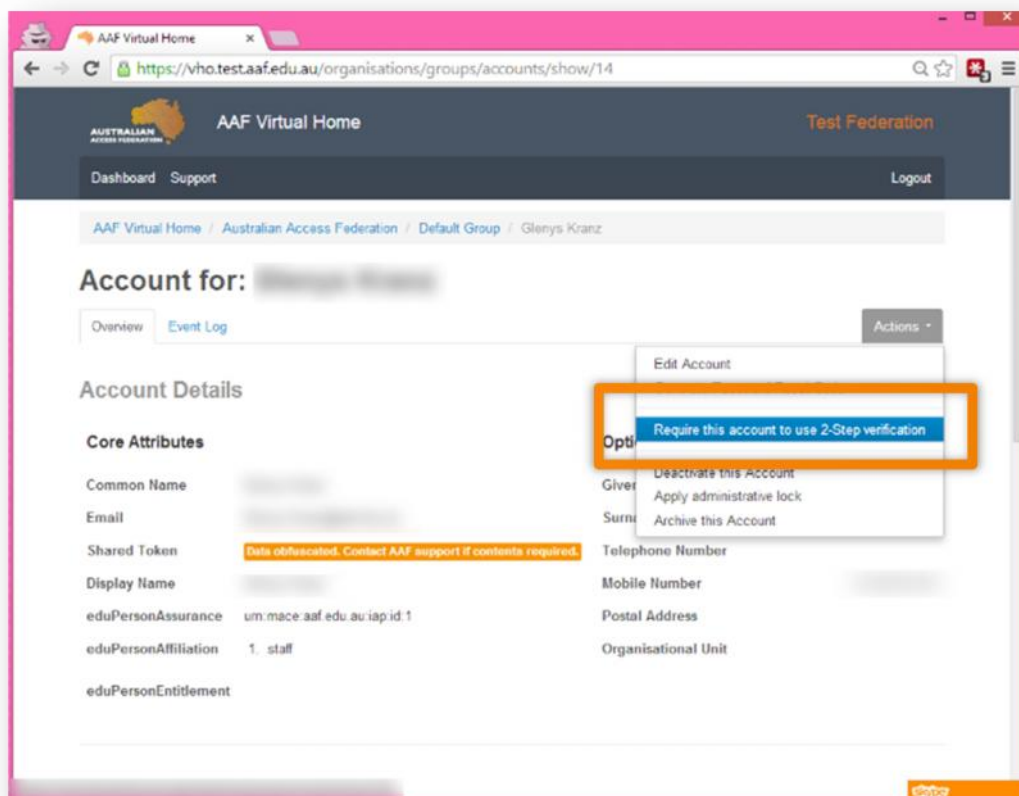 AAF Virtual Home
https://vho.test.aaf.edu.au/organisations/groups/accounts/show/14
AUSTRALIAN
ACCESS FEDERATION
AAF Virtual Home
Test Federation
Dashboard Support Logout
AAF Virtual Home / Australian Access Federation / Default Group / Glenys Kranz
Account for:
Overview Event Log Actions
Edit Account
Require this account to use 2-Step verification
Deactivate this Account
Apply administrative lock
Archive this Account
Account Details
Core Attributes
Common Name
Email
Shared Token Data obfuscated. Contact AAF support if contents required. Telephone Number
Display Name Mobile Number
eduPersonAssurance urn:mace:aaf.edu.au:iap:id:1 Postal Address
eduPersonAffiliation 1. staff Organisational Unit
eduPersonEntitlement
skype